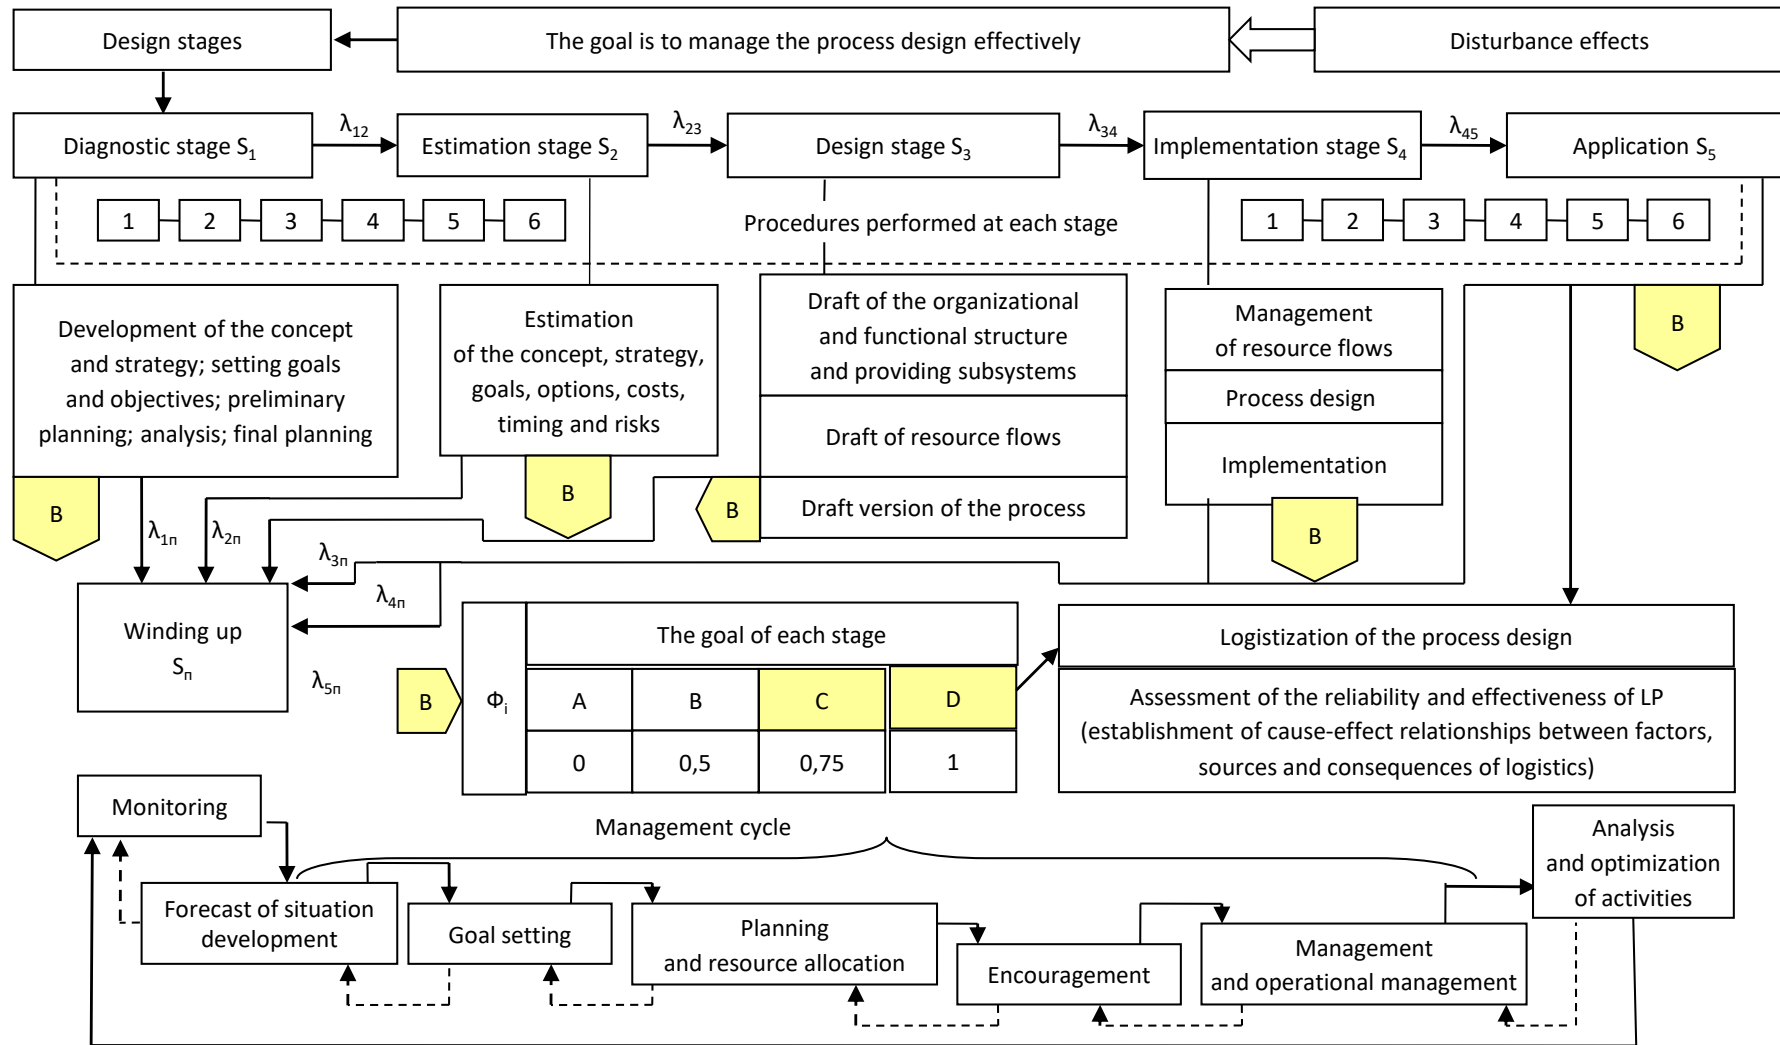 Design stages
The goal is to manage the process design effectively
Disturbance effects
Diagnostic stage S₁
λ₁₂
Estimation stage S₂
λ₂₃
Design stage S₃
λ₃₄
Implementation stage S₄
λ₄₅
Application S₅
1 2 3 4 5 6
Procedures performed at each stage
1 2 3 4 5 6
Development of the concept
and strategy; setting goals
and objectives; preliminary
planning; analysis; final planning
Estimation
of the concept, strategy,
goals, options, costs,
timing and risks
Draft of the organizational
and functional structure
and providing subsystems
Draft of resource flows
Draft version of the process
Management
of resource flows
Process design
Implementation
B
B
B
B
B
λ₁ₙ
λ₂ₙ
λ₃ₙ
λ₄ₙ
λ₅ₙ
Winding up
Sₙ
B
Φᵢ
The goal of each stage
A B C D
0 0,5 0,75 1
Logistization of the process design
Assessment of the reliability and effectiveness of LP
(establishment of cause-effect relationships between factors,
sources and consequences of logistics)
Monitoring
Management cycle
Forecast of situation
development
Goal setting
Planning
and resource allocation
Encouragement
Management
and operational management
Analysis
and optimization
of activities